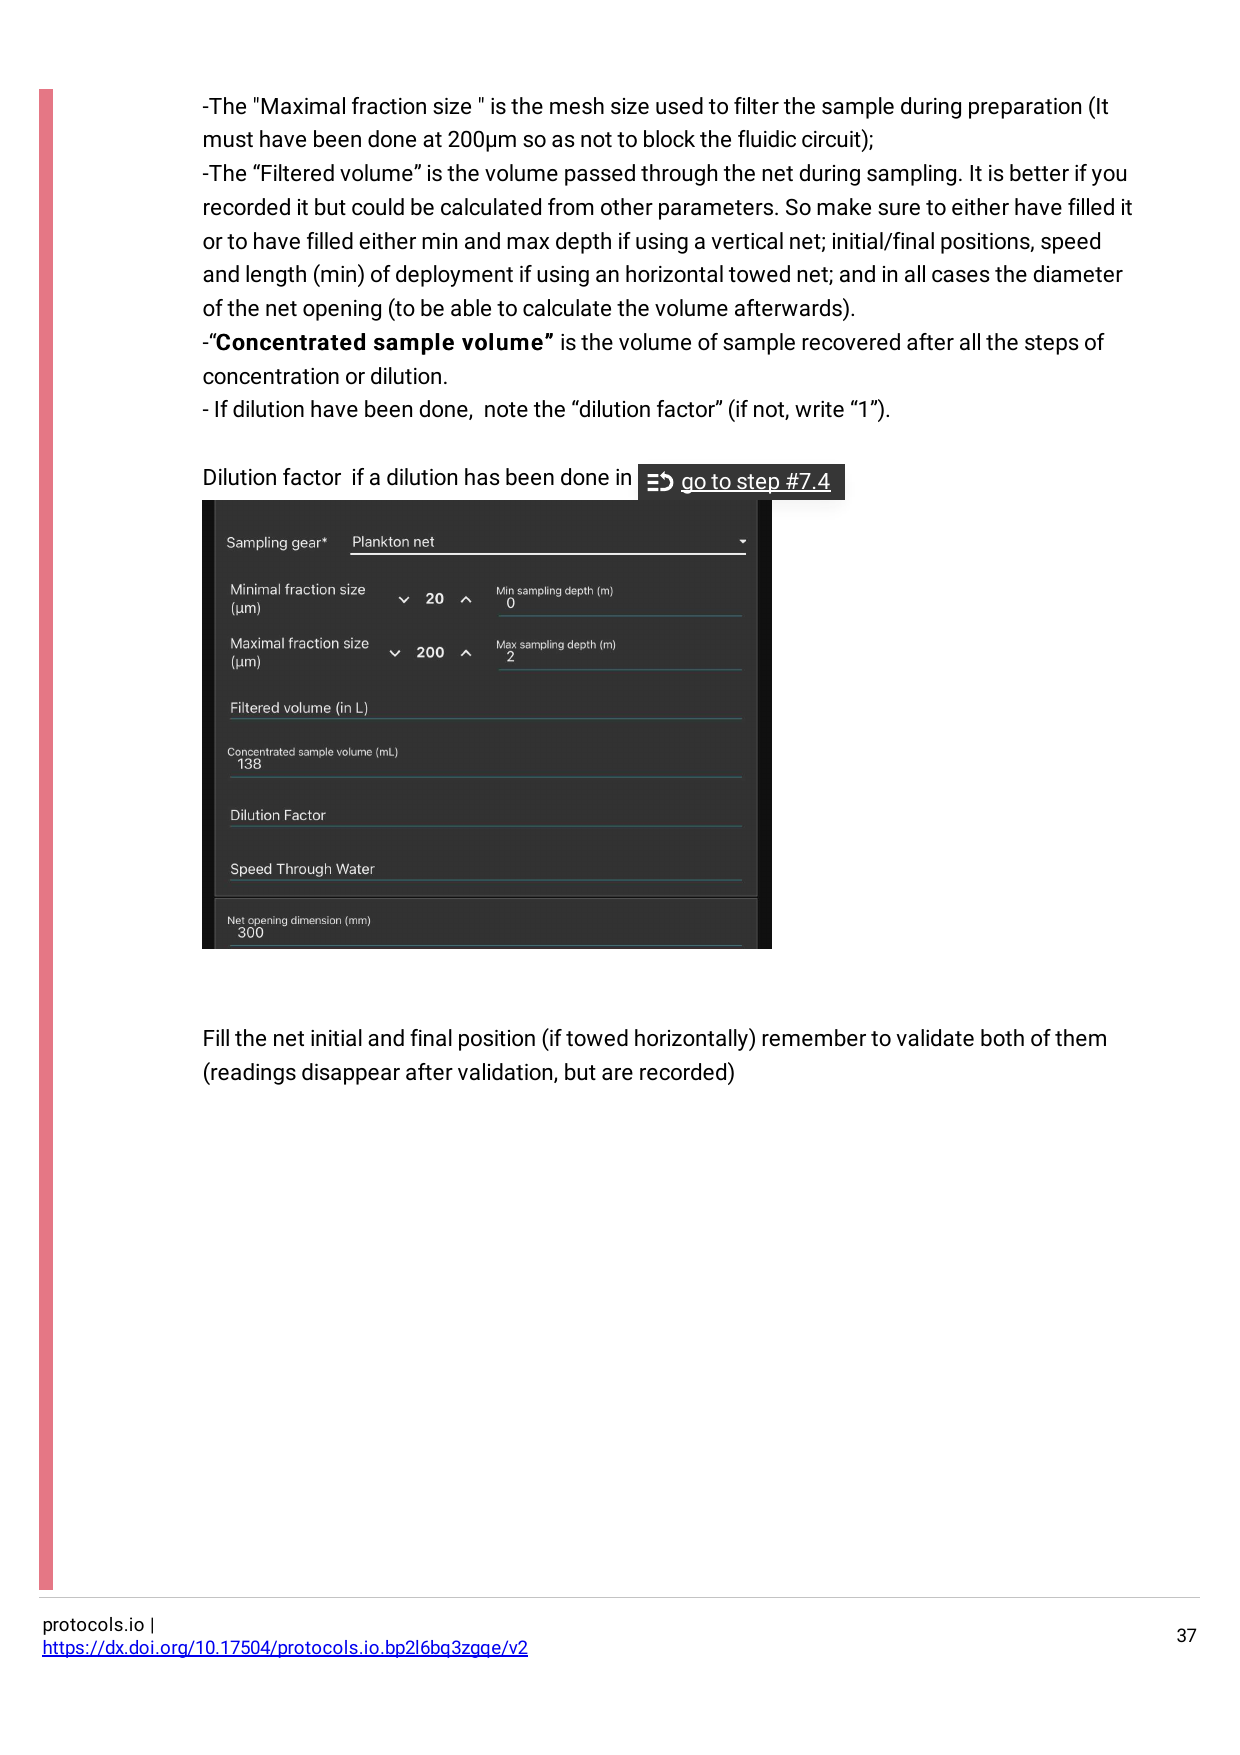 -The "Maximal fraction size " is the mesh size used to filter the sample during preparation (It
must have been done at 200µm so as not to block the fluidic circuit);
-The “Filtered volume” is the volume passed through the net during sampling. It is better if you
recorded it but could be calculated from other parameters. So make sure to either have filled it
or to have filled either min and max depth if using a vertical net; initial/final positions, speed
and length (min) of deployment if using an horizontal towed net; and in all cases the diameter
of the net opening (to be able to calculate the volume afterwards).
-“Concentrated sample volume” is the volume of sample recovered after all the steps of
concentration or dilution.
- If dilution have been done,  note the “dilution factor” (if not, write “1”).
Dilution factor  if a dilution has been done in go to step #7.4
Sampling gear* Plankton net
Minimal fraction size
(µm)
20
Min sampling depth (m)
0
Maximal fraction size
(µm)
200
Max sampling depth (m)
2
Filtered volume (in L)
Concentrated sample volume (mL)
138
Dilution Factor
Speed Through Water
Net opening dimension (mm)
300
Fill the net initial and final position (if towed horizontally) remember to validate both of them
(readings disappear after validation, but are recorded)
protocols.io |
https://dx.doi.org/10.17504/protocols.io.bp2l6bq3zgqe/v2
37